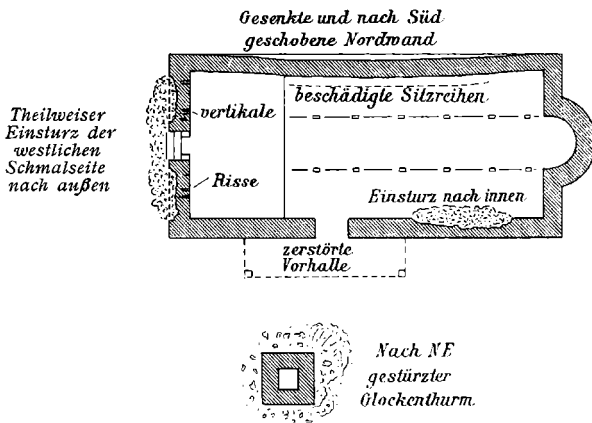 Gesenkte und nach Süd
geschobene Nordwand
beschädigte Sitzreihen
vertikale
Risse
Theilweiser
Einsturz der
westlichen
Schmalseite
nach außen
Einsturz nach innen
zerstörte
Vorhalle
Nach NE
gestürzter
Glockenthurm.